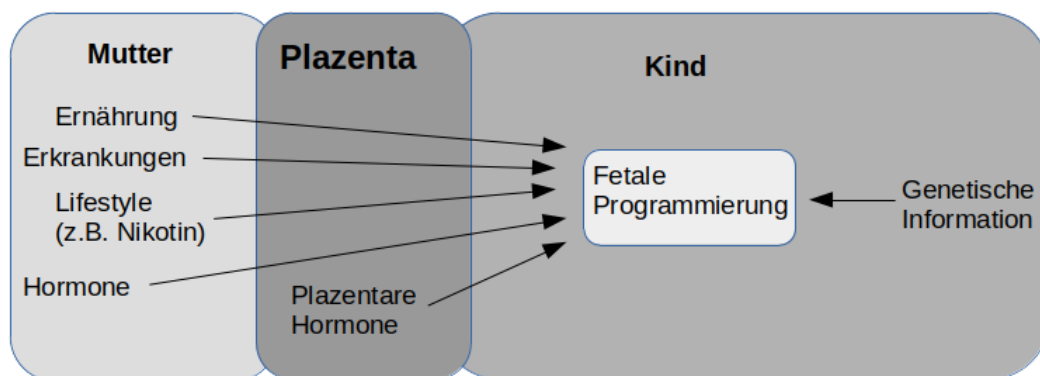 Mutter
Plazenta
Kind
Ernährung
Erkrankungen
Lifestyle
(z.B. Nikotin)
Hormone
Plazentare
Hormone
Fetale
Programmierung
Genetische
Information